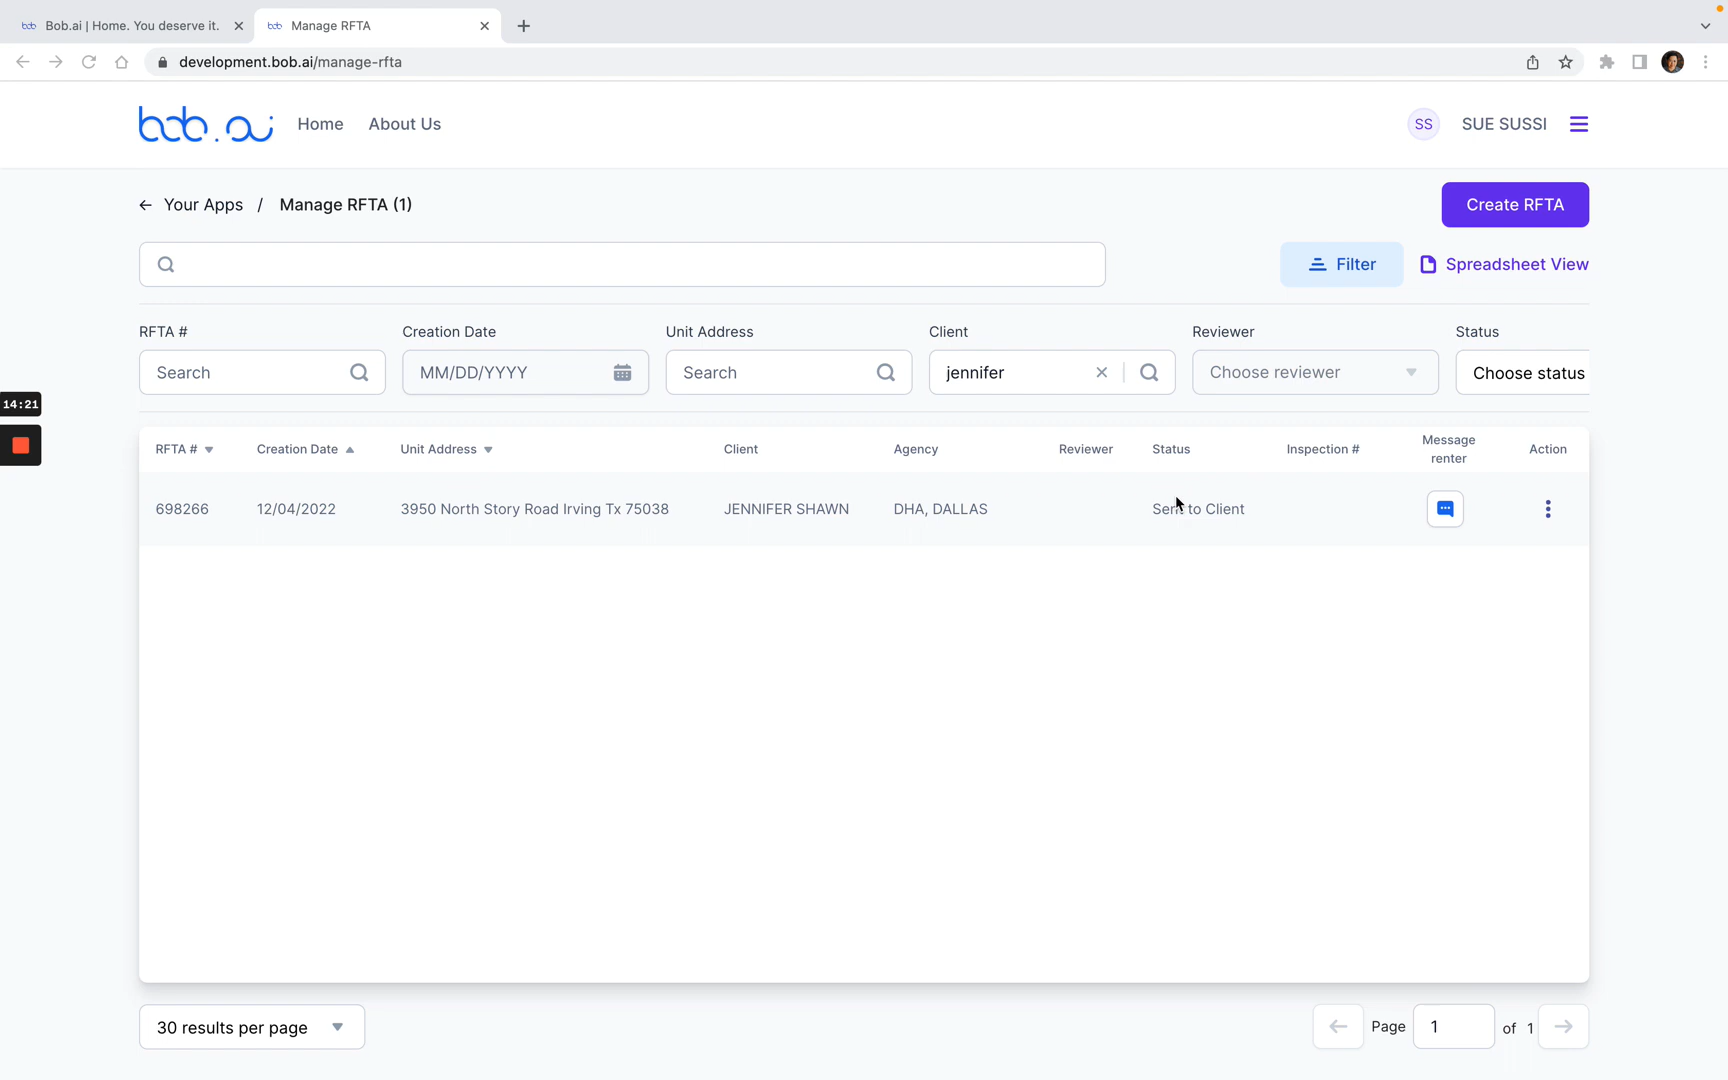 Bob.ai | Home. You deserve it.
Manage RFTA
development.bob.ai/manage-rfta
bob.ai
Home
About Us
SS
SUE SUSSI
Your Apps / Manage RFTA (1)
Create RFTA
Filter
Spreadsheet View
RFTA #
Creation Date
Unit Address
Client
Reviewer
Status
Search
MM/DD/YYYY
Search
jennifer
Choose reviewer
Choose status
14:21
RFTA #
Creation Date
Unit Address
Client
Agency
Reviewer
Status
Inspection #
Message
renter
Action
698266
12/04/2022
3950 North Story Road Irving Tx 75038
JENNIFER SHAWN
DHA, DALLAS
Sent to Client
30 results per page
Page 1 of 1